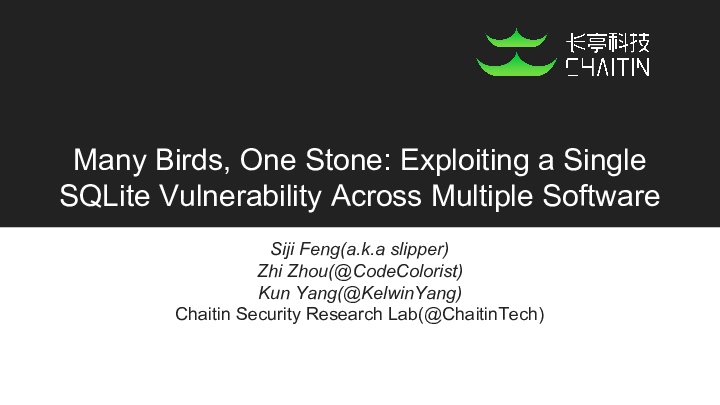 长亭科技
CHAITIN
Many Birds, One Stone: Exploiting a Single
SQLite Vulnerability Across Multiple Software
Siji Feng(a.k.a slipper)
Zhi Zhou(@CodeColorist)
Kun Yang(@KelwinYang)
Chaitin Security Research Lab(@ChaitinTech)